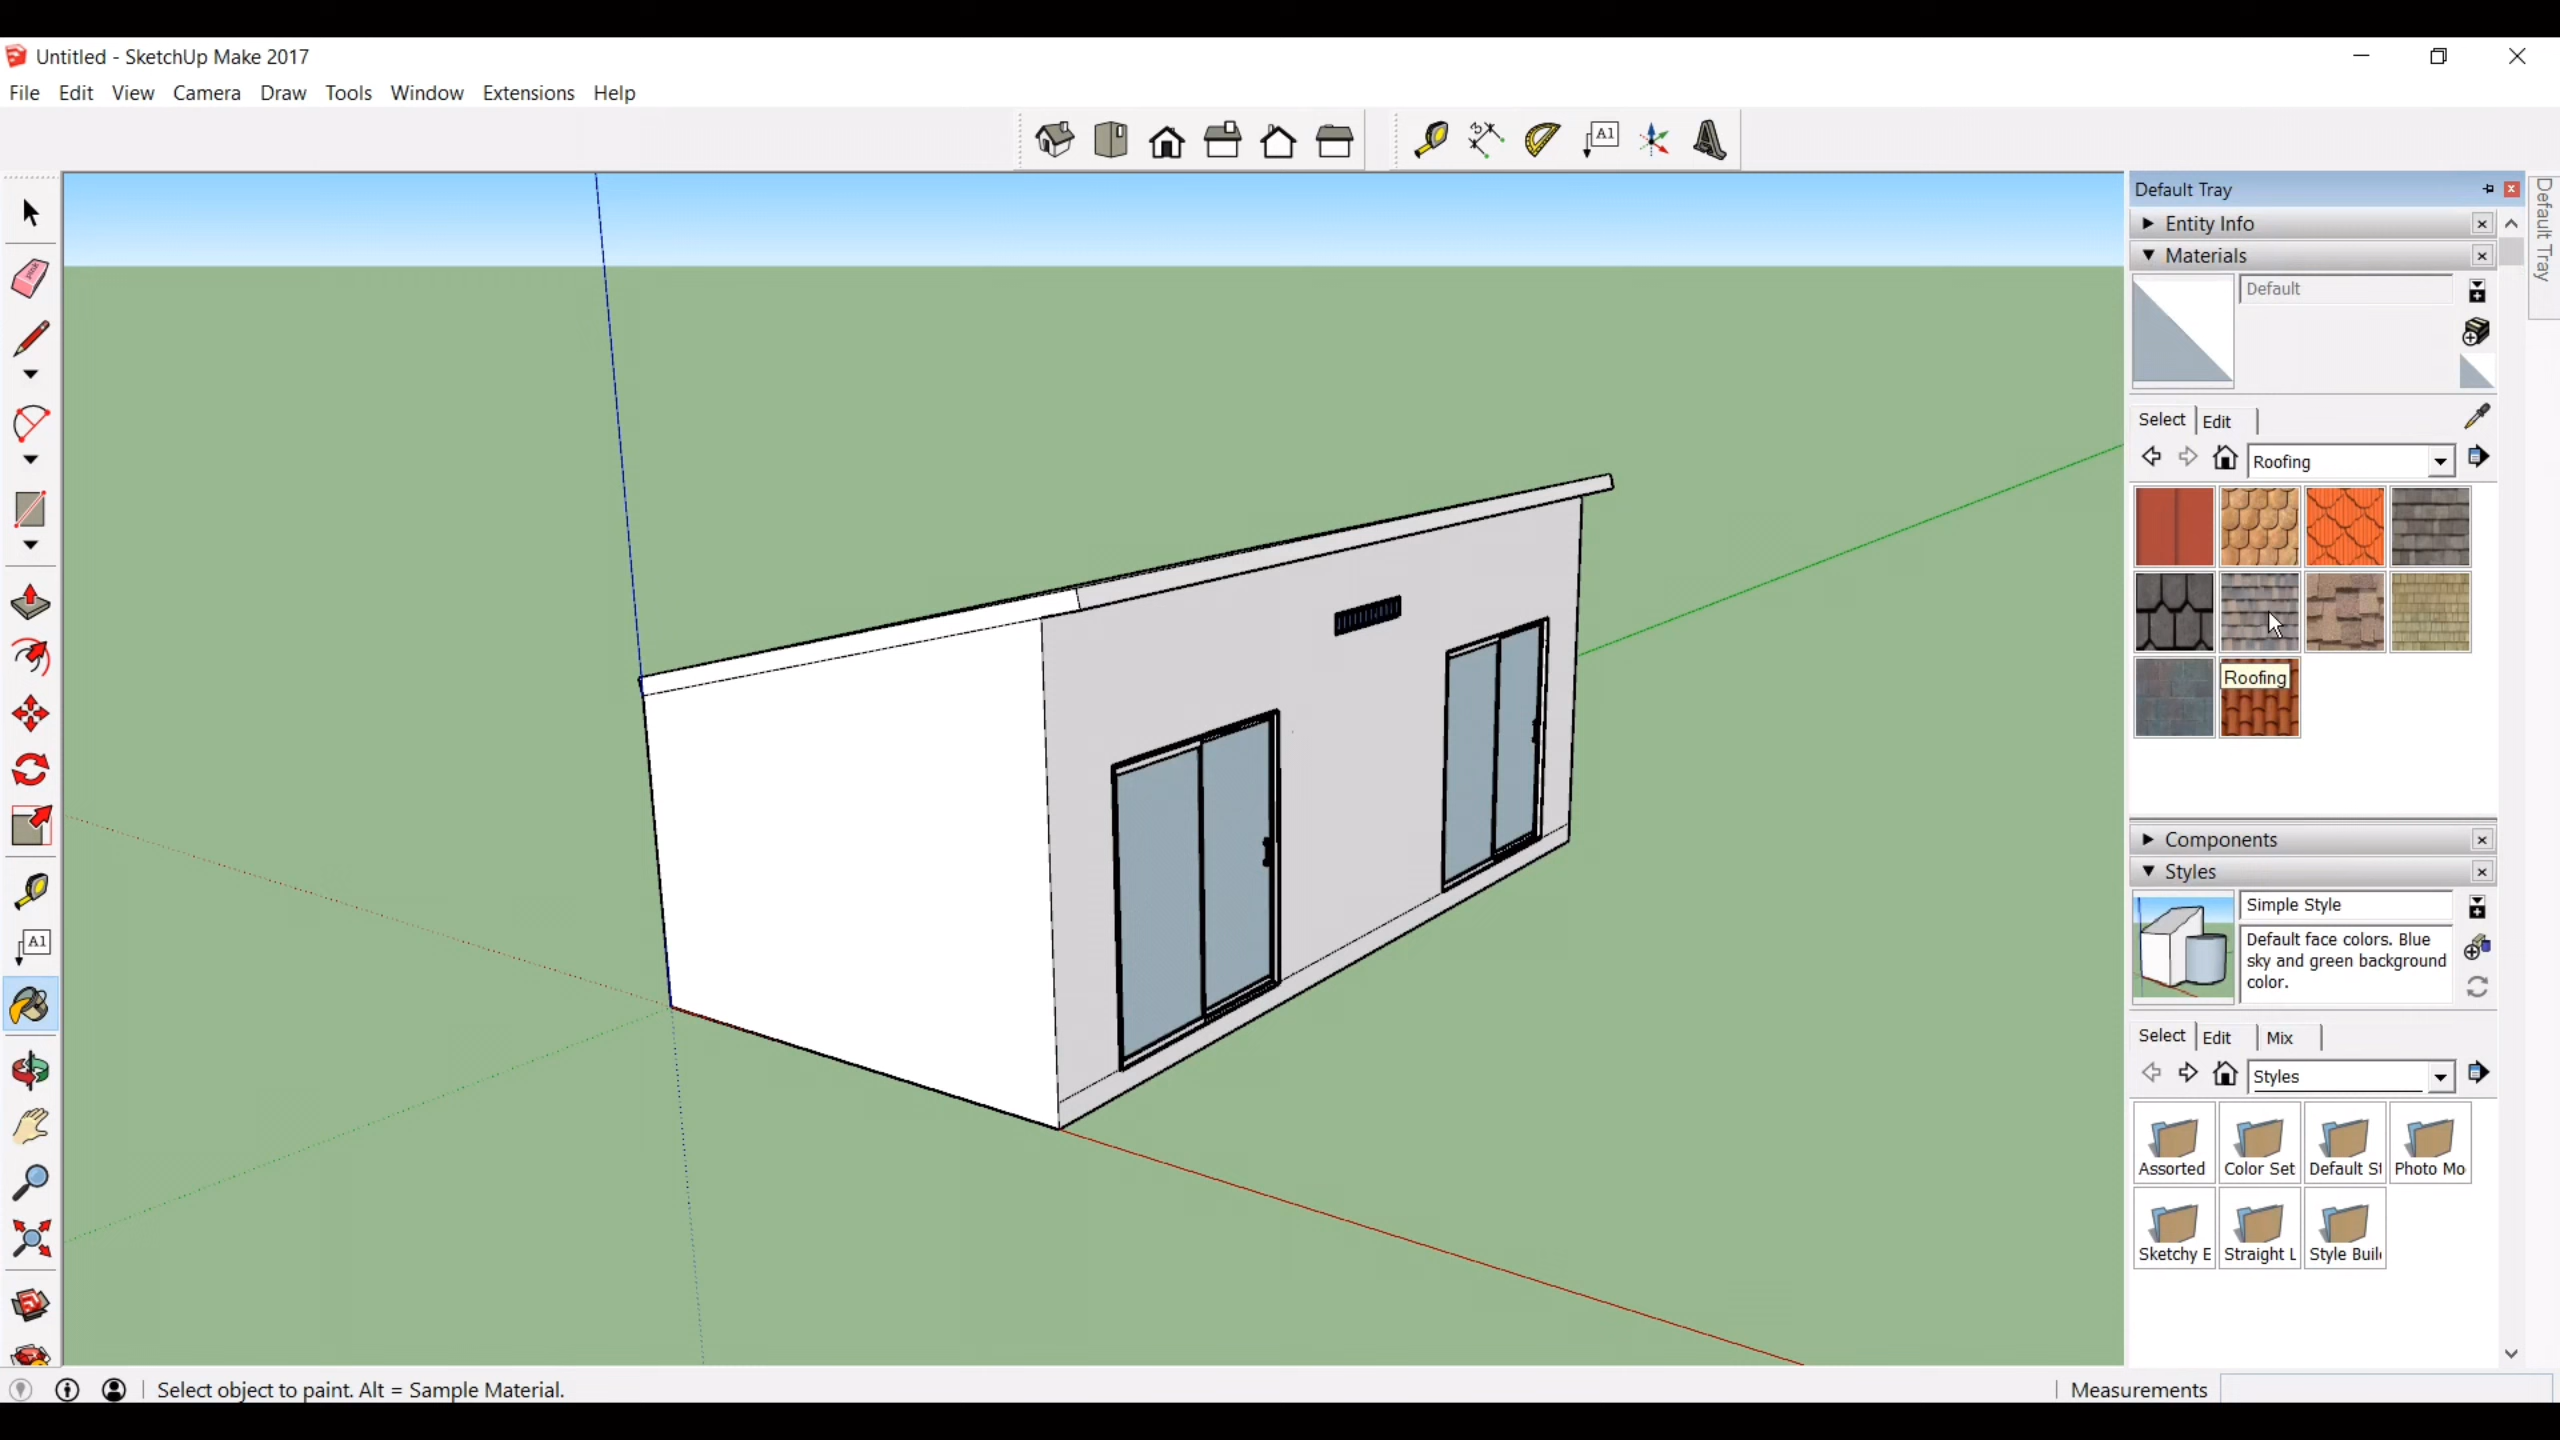 Untitled - SketchUp Make 2017
File Edit View Camera Draw Tools Window Extensions Help
A1
Default Tray
Default Tray
Entity Info
Materials
Default
Select Edit
Roofing
Roofing
Components
Styles
Simple Style
Default face colors. Blue
sky and green background
color.
Select Edit Mix
Styles
Assorted Color Set Default St Photo Mo
Sketchy E Straight L Style Buil
A1
Select object to paint. Alt = Sample Material.
Measurements